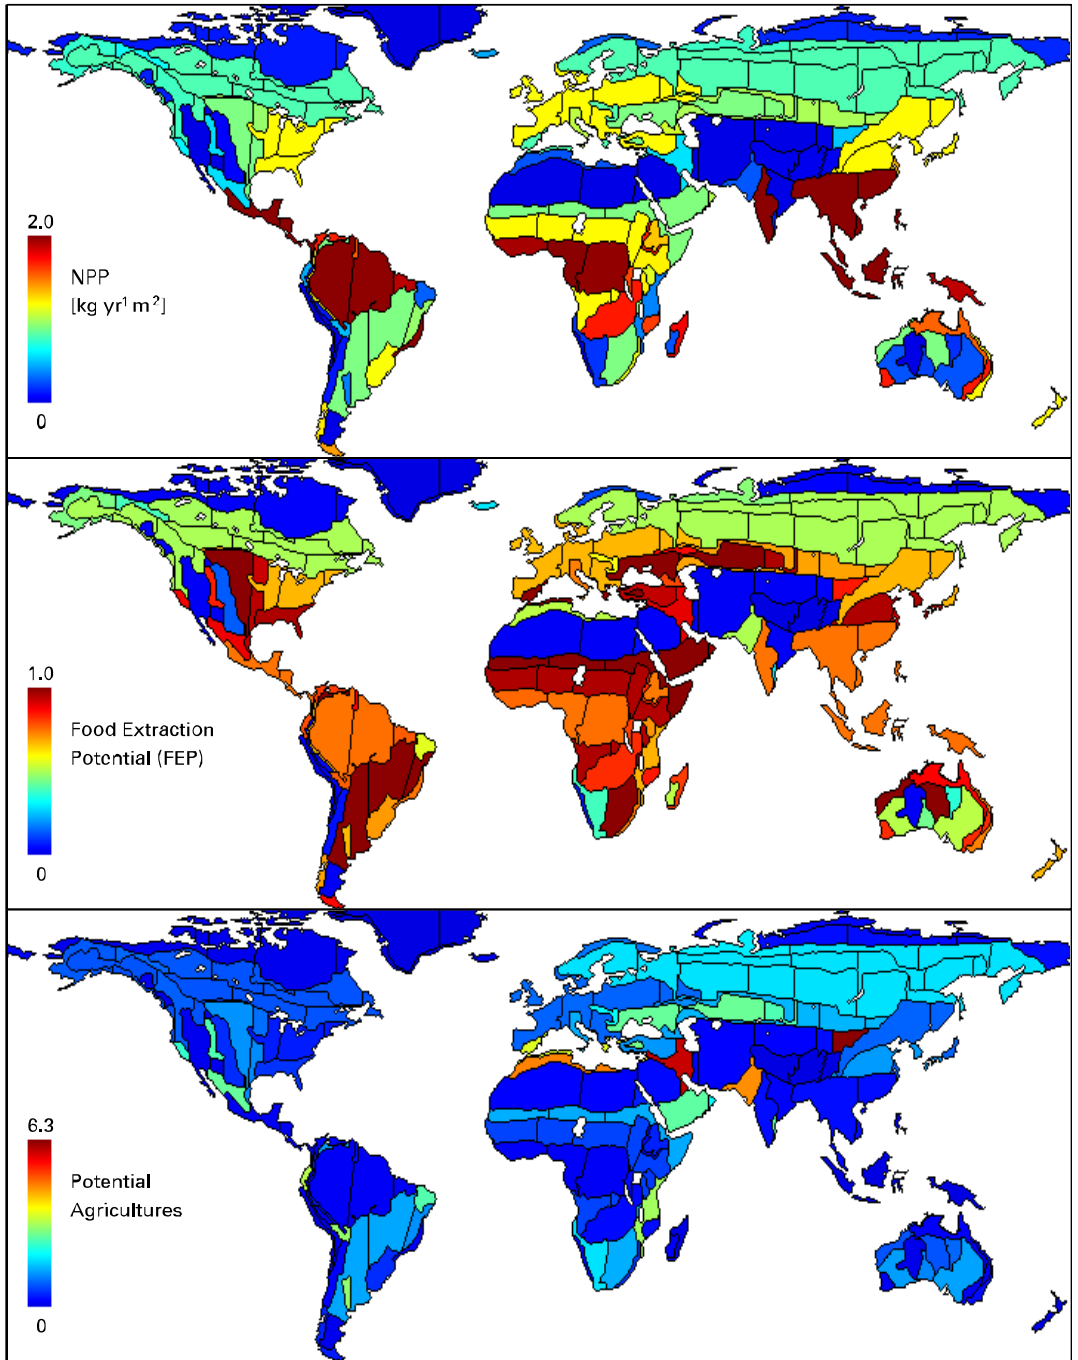 2.0
NPP
[kg yr¹ m²]
0
1.0
Food Extraction
Potential (FEP)
0
6.3
Potential
Agricultures
0